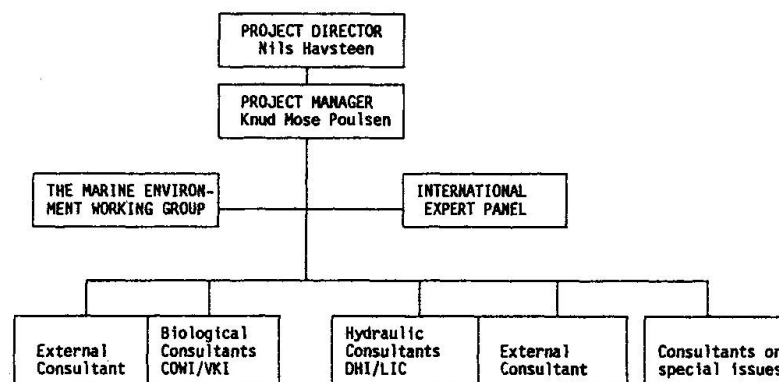 PROJECT DIRECTOR
Nils Havsteen
PROJECT MANAGER
Knud Mose Poulsen
THE MARINE ENVIRON-
MENT WORKING GROUP
INTERNATIONAL
EXPERT PANEL
External
Consultant
Biological
Consultants
COWI/VKI
Hydraulic
Consultants
DHI/LIC
External
Consultant
Consultants on
special issues